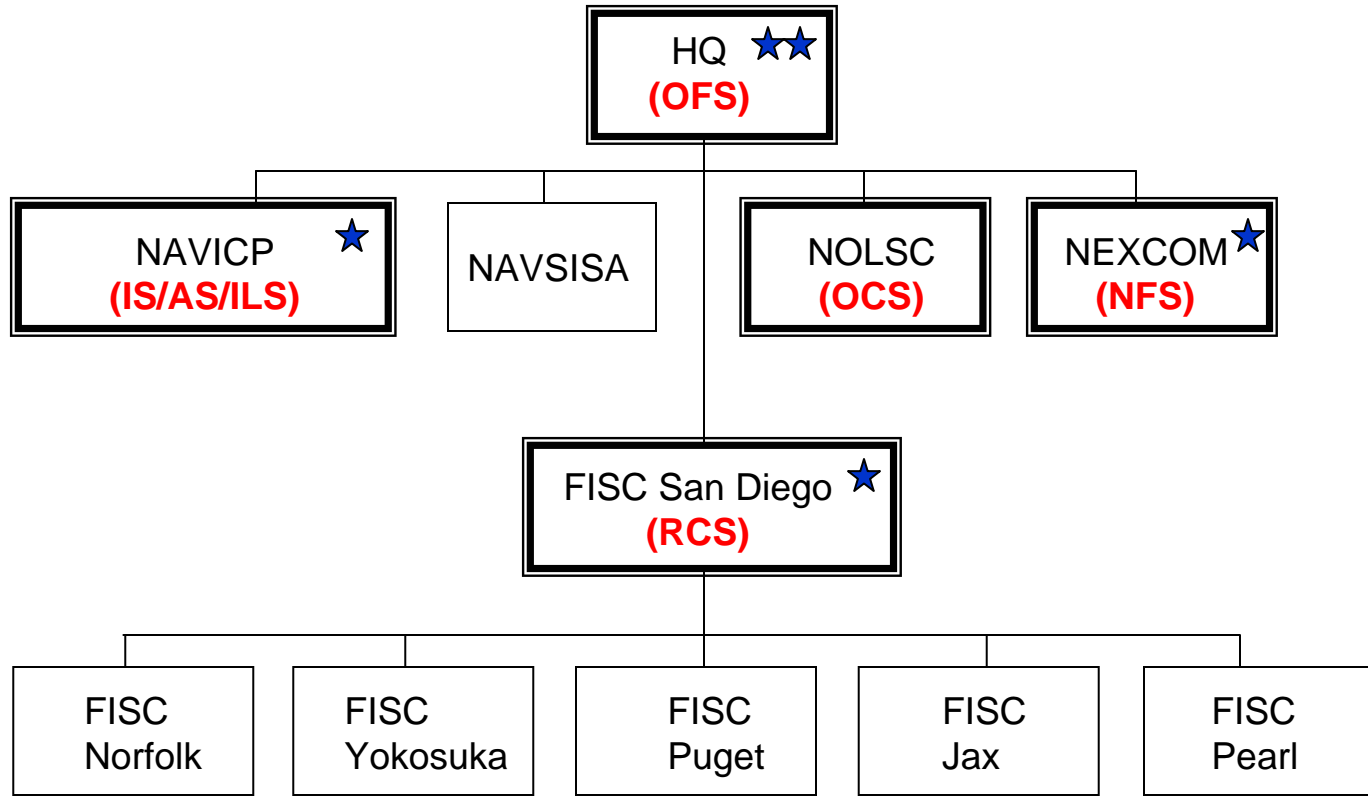 HQ
(OFS)
NAVICP
(IS/AS/ILS)
NAVSISA
NOLSC
(OCS)
NEXCOM
(NFS)
FISC San Diego
(RCS)
FISC
Norfolk
FISC
Yokosuka
FISC
Puget
FISC
Jax
FISC
Pearl